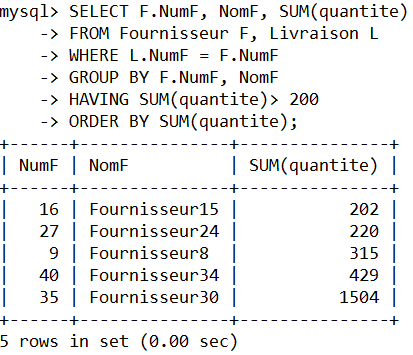 mysql> SELECT F.NumF, NomF, SUM(quantite)
    -> FROM Fournisseur F, Livraison L
    -> WHERE L.NumF = F.NumF
    -> GROUP BY F.NumF, NomF
    -> HAVING SUM(quantite)> 200
    -> ORDER BY SUM(quantite);
+------+---------------+---------------+
| NumF | NomF          | SUM(quantite) |
+------+---------------+---------------+
|   16 | Fournisseur15 |           202 |
|   27 | Fournisseur24 |           220 |
|    9 | Fournisseur8  |           315 |
|   40 | Fournisseur34 |           429 |
|   35 | Fournisseur30 |          1504 |
+------+---------------+---------------+
5 rows in set (0.00 sec)